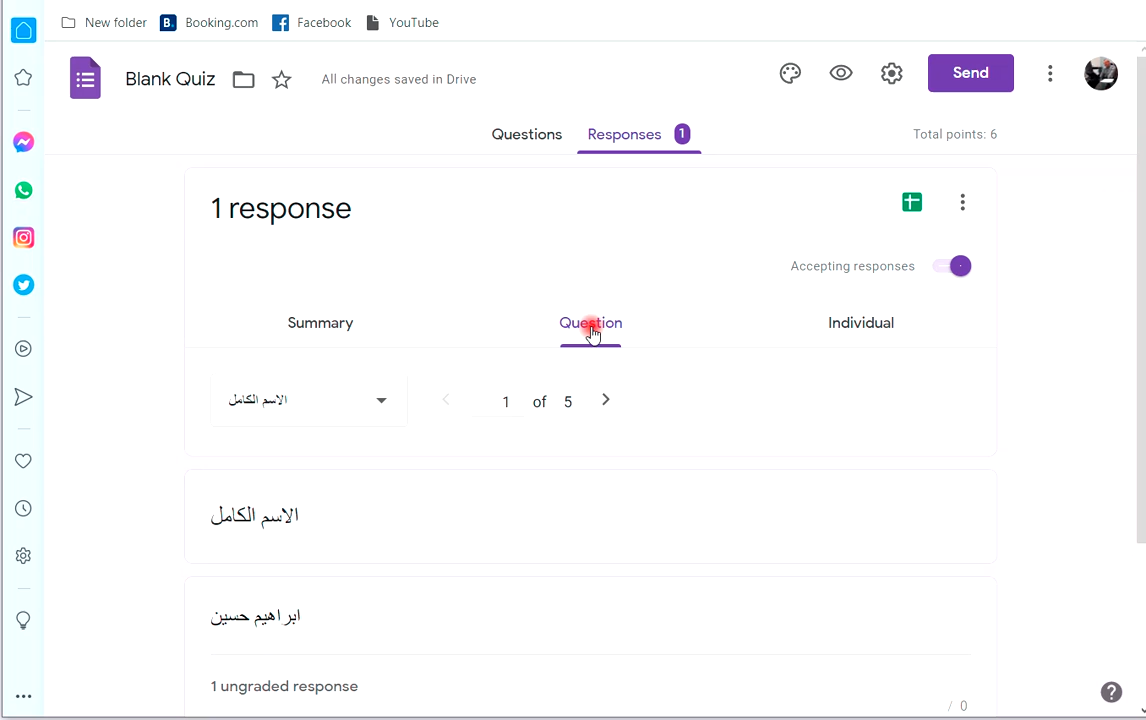 New folder
Booking.com
Facebook
YouTube
Blank Quiz
All changes saved in Drive
Send
Questions
Responses 1
Total points: 6
1 response
Accepting responses
Summary
Question
Individual
الاسم الكامل
1 of 5
الاسم الكامل
ابراهيم حسين
1 ungraded response
/ 0